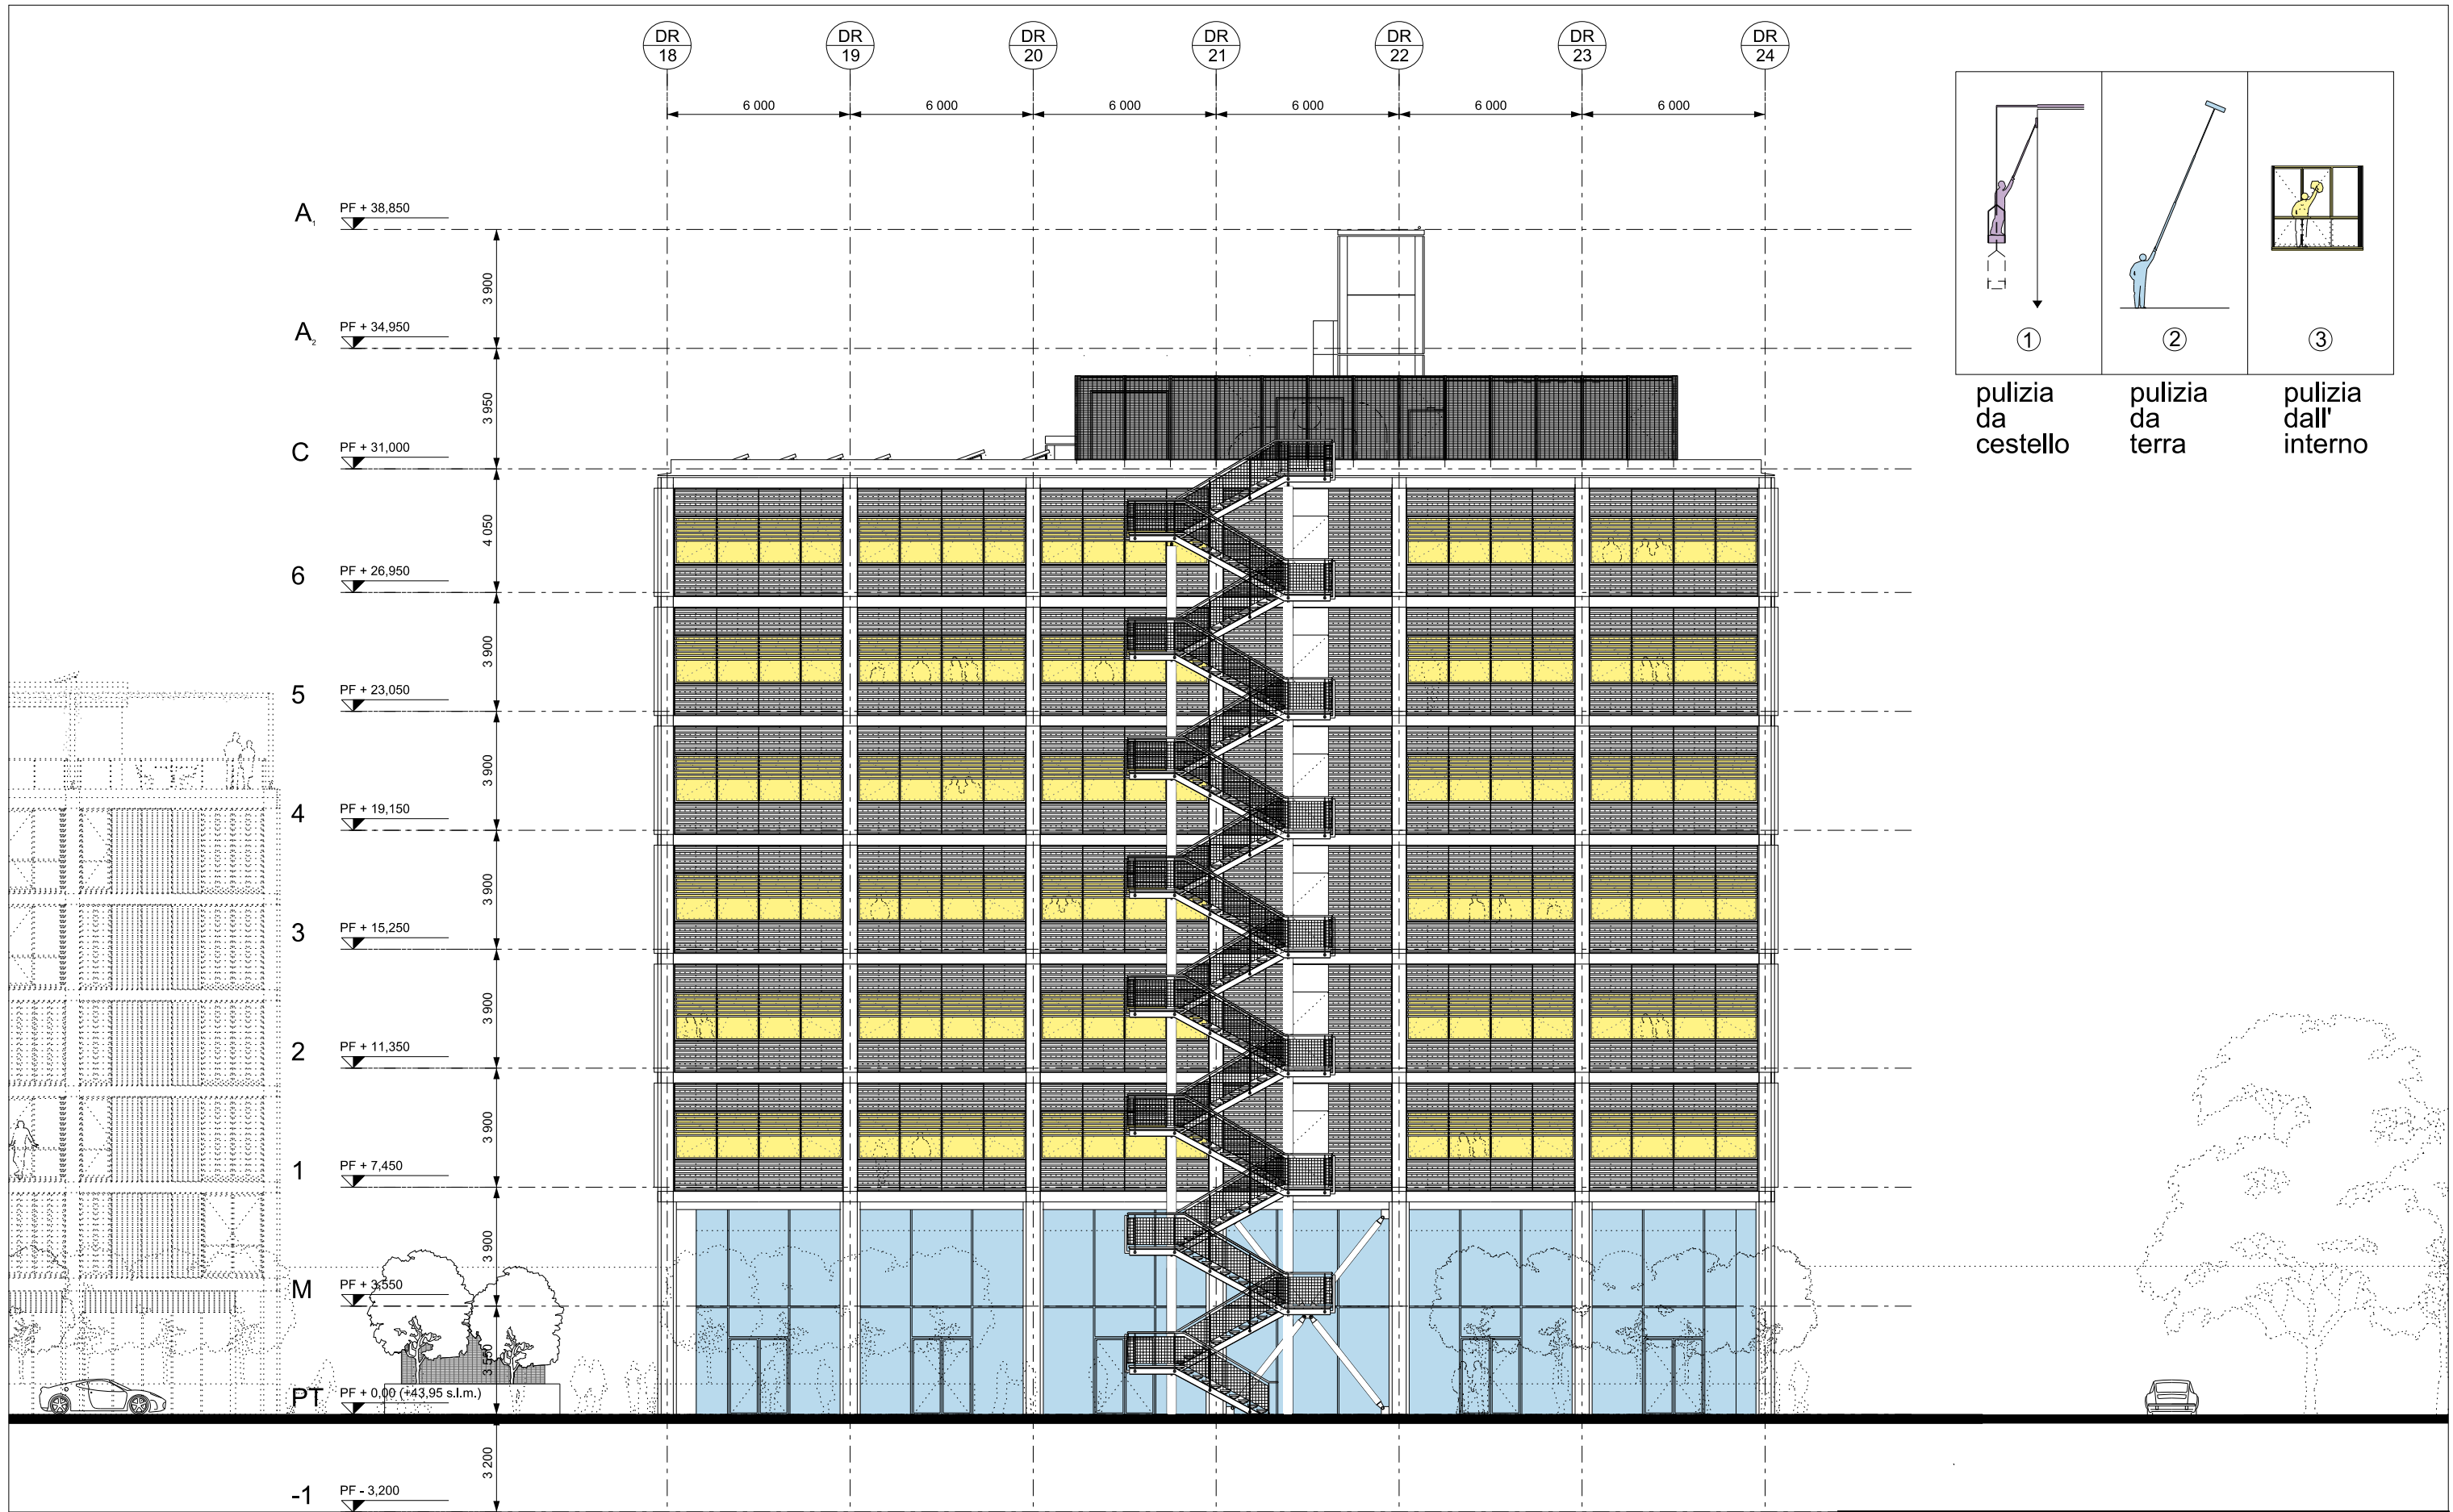 DR DR DR DR DR DR DR
18 19 20 21 22 23 24
6 000 6 000 6 000 6 000 6 000 6 000
A1 PF + 38,850
3 900
A2 PF + 34,950
3 950
C PF + 31,000
4 050
6 PF + 26,950
3 900
5 PF + 23,050
3 900
4 PF + 19,150
3 900
3 PF + 15,250
3 900
2 PF + 11,350
3 900
1 PF + 7,450
3 900
M PF + 3,550
3 550
PT PF + 0,00 (+43,95 s.l.m.)
3 200
-1 PF - 3,200
1
pulizia
da
cestello
2
pulizia
da
terra
3
pulizia
dall'
interno